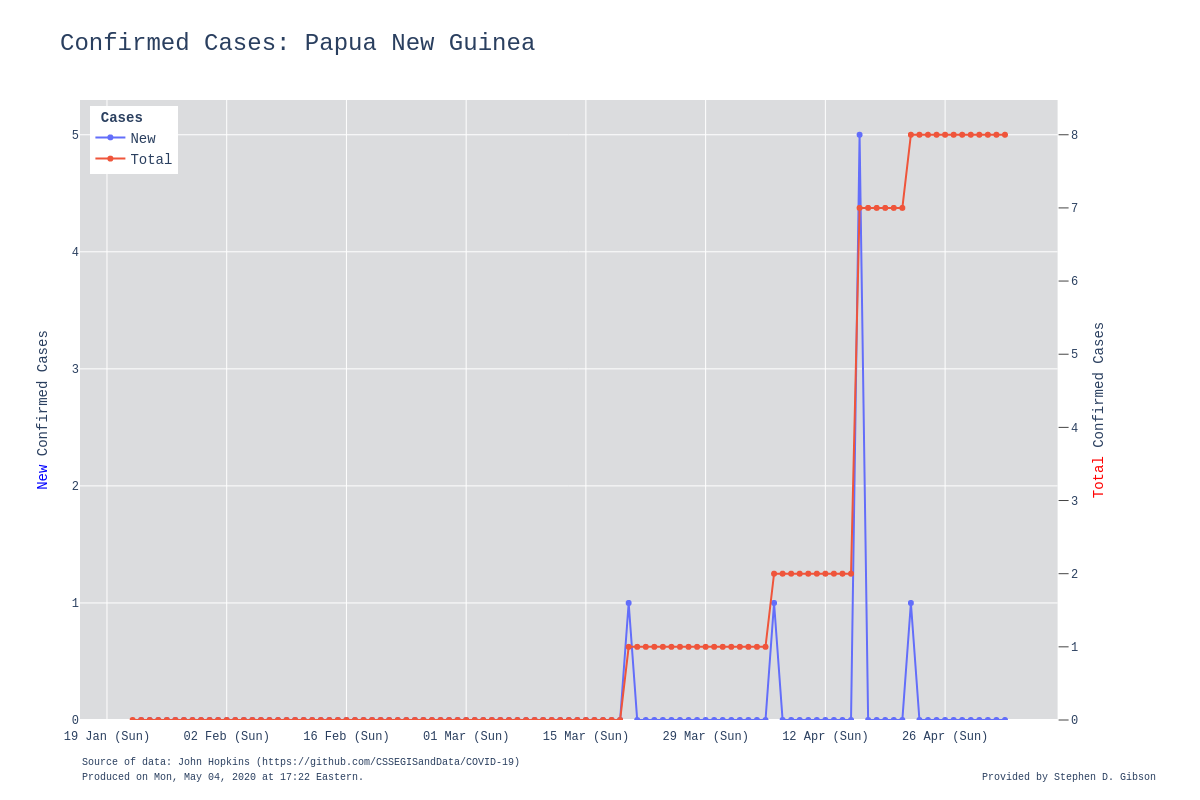 Confirmed Cases: Papua New Guinea
Cases
New
Total
5
4
3
2
1
0
New Confirmed Cases
8
7
6
5
4
3
2
1
0
Total Confirmed Cases
19 Jan (Sun) 02 Feb (Sun) 16 Feb (Sun) 01 Mar (Sun) 15 Mar (Sun) 29 Mar (Sun) 12 Apr (Sun) 26 Apr (Sun)
Source of data: John Hopkins (https://github.com/CSSEGISandData/COVID-19)
Produced on Mon, May 04, 2020 at 17:22 Eastern.
Provided by Stephen D. Gibson